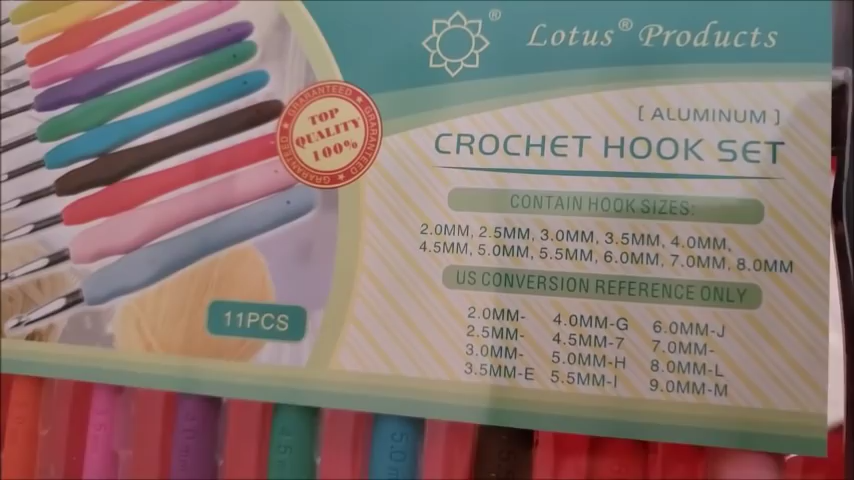 Lotus® Products
®
[ ALUMINUM ]
CROCHET HOOK SET
GUARANTEED
TOP
QUALITY
100%
GUARANTEED
GUARANTEED
CONTAIN HOOK SIZES:
2.0MM, 2.5MM, 3.0MM, 3.5MM, 4.0MM,
4.5MM, 5.0MM, 5.5MM, 6.0MM, 7.0MM, 8.0MM
US CONVERSION REFERENCE ONLY
2.0MM- 4.0MM-G 6.0MM-J
2.5MM- 4.5MM-7 7.0MM-
3.0MM- 5.0MM-H 8.0MM-L
3.5MM-E 5.5MM-I 9.0MM-M
11PCS
4.5
5.0